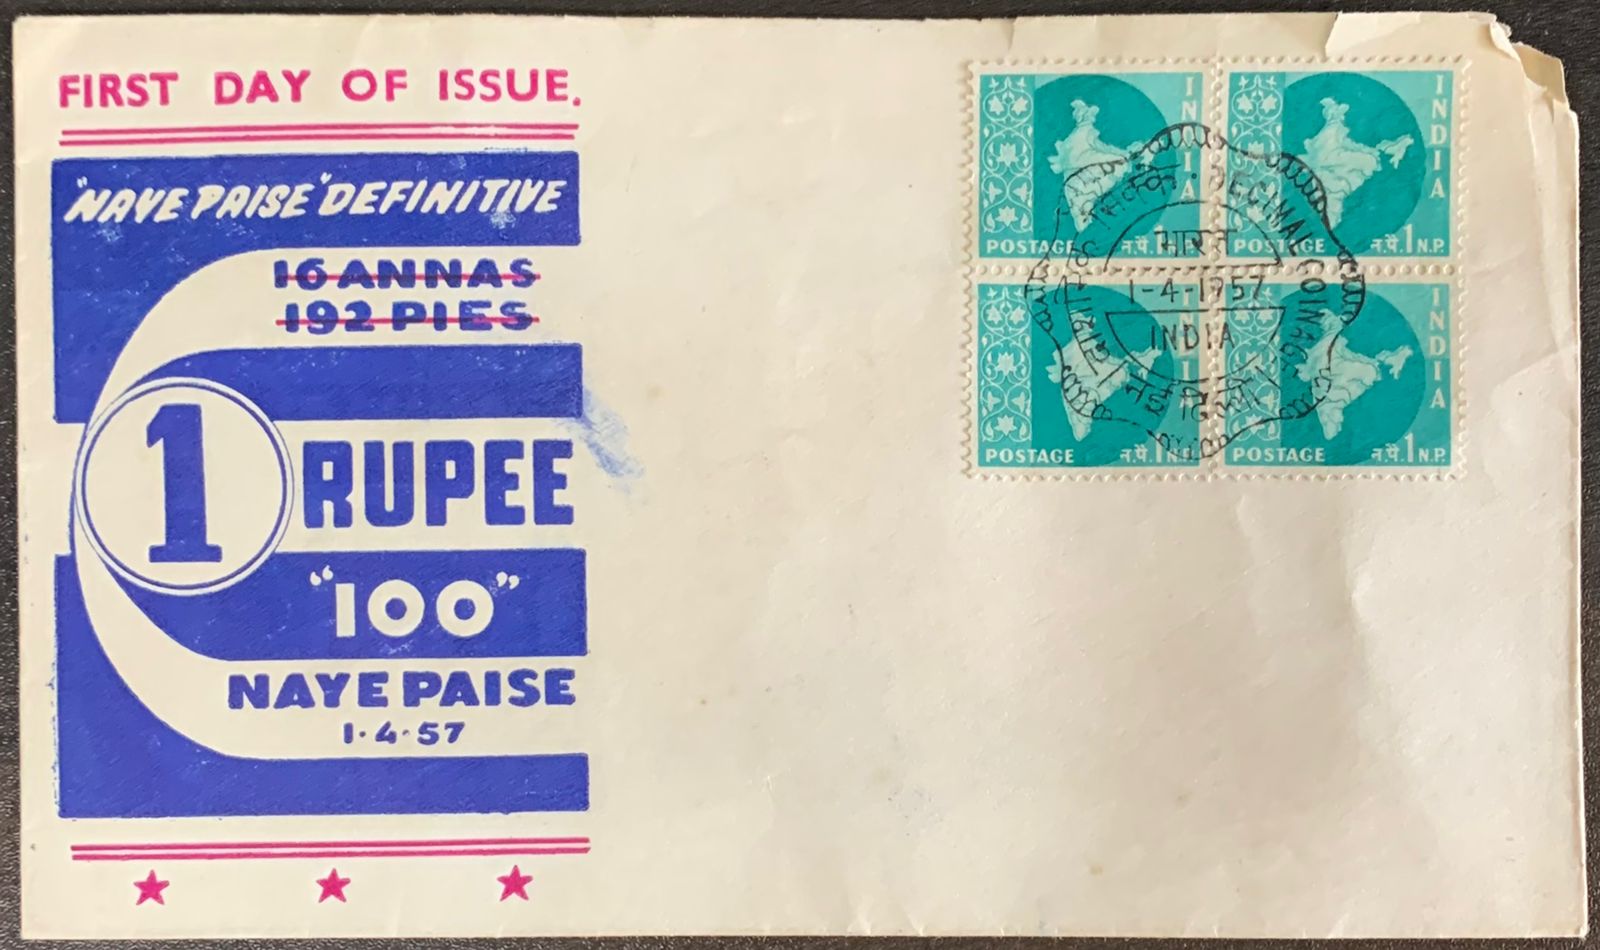 FIRST DAY OF ISSUE.
"NAYE PAISE" DEFINITIVE
16 ANNAS
192 PIES
1 RUPEE
"100"
NAYE PAISE
1·4·57
INDIA
POSTAGE न.पै.1
INDIA
POSTAGE न.पै.1 N.P.
INDIA
POSTAGE न.पै.1 N.P.
INDIA
POSTAGE न.पै.1 N.P.
DECIMAL COINAGE
भारत
1-4-1957
INDIA